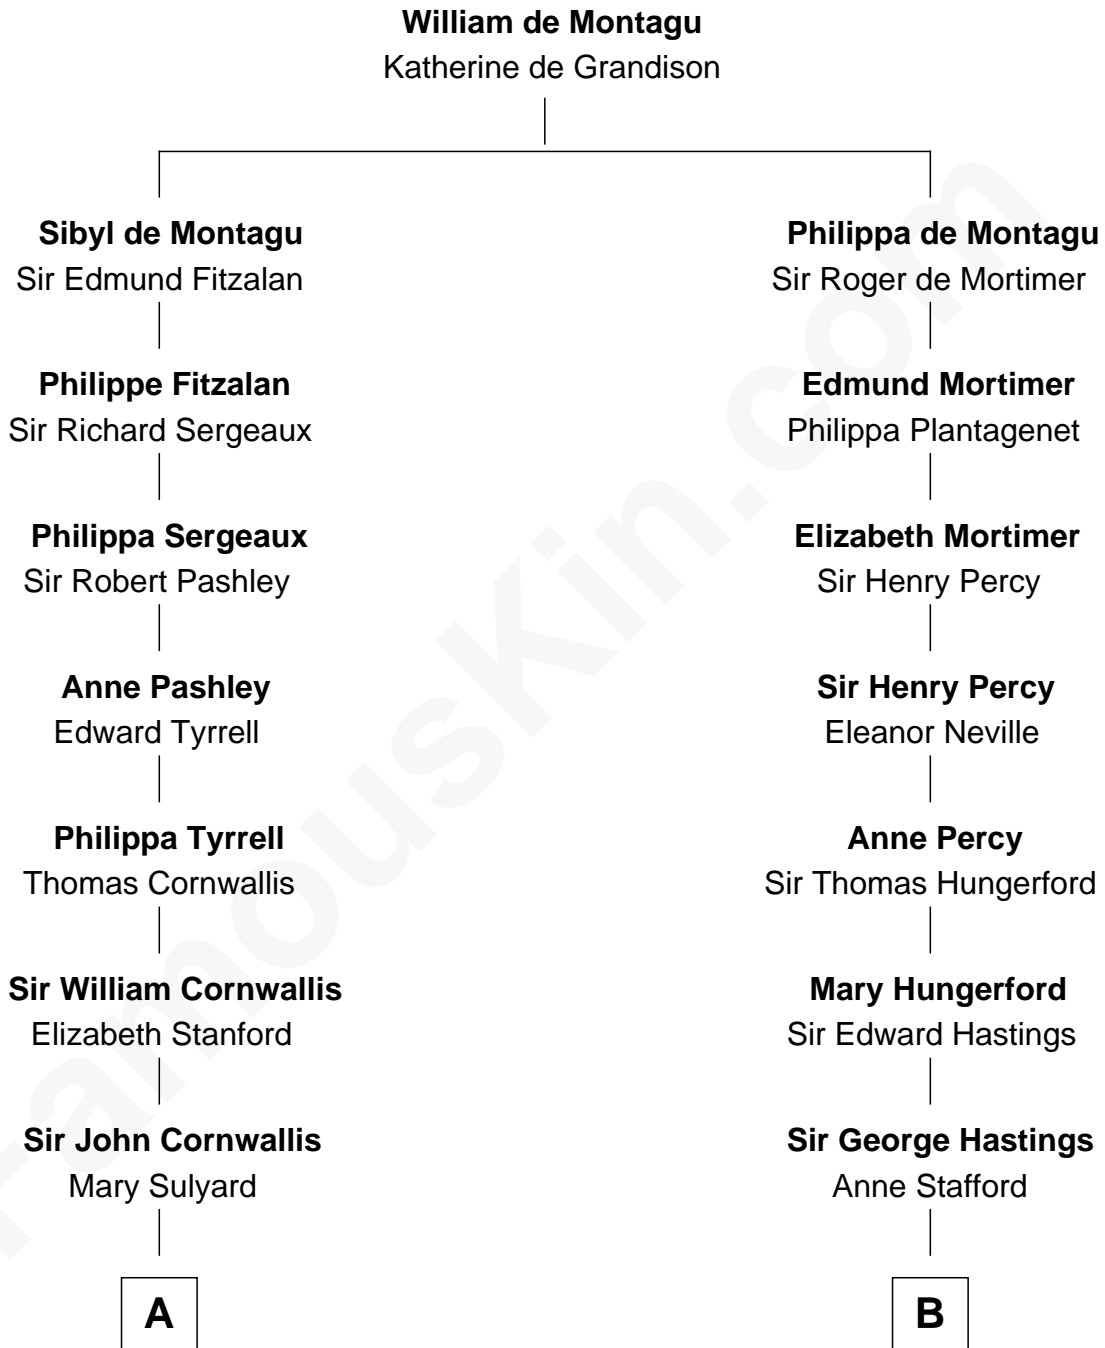 William de Montagu
Katherine de Grandison
Sibyl de Montagu
Sir Edmund Fitzalan
Philippe Fitzalan
Sir Richard Sergeaux
Philippa Sergeaux
Sir Robert Pashley
Anne Pashley
Edward Tyrrell
Philippa Tyrrell
Thomas Cornwallis
Sir William Cornwallis
Elizabeth Stanford
Sir John Cornwallis
Mary Sulyard
A
Philippa de Montagu
Sir Roger de Mortimer
Edmund Mortimer
Philippa Plantagenet
Elizabeth Mortimer
Sir Henry Percy
Sir Henry Percy
Eleanor Neville
Anne Percy
Sir Thomas Hungerford
Mary Hungerford
Sir Edward Hastings
Sir George Hastings
Anne Stafford
B
FamousKin.com